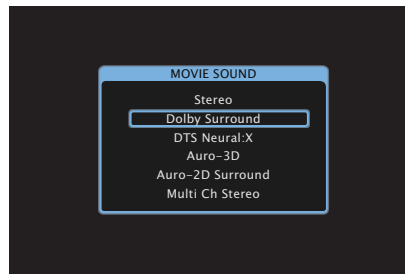 MOVIE SOUND
Stereo
Dolby Surround
DTS Neural:X
Auro-3D
Auro-2D Surround
Multi Ch Stereo